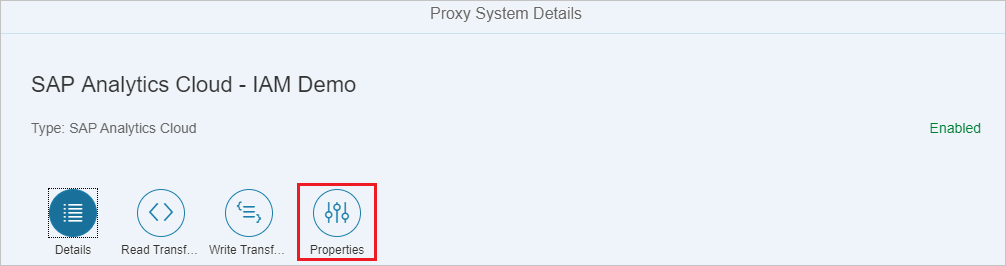 Proxy System Details
SAP Analytics Cloud - IAM Demo
Type: SAP Analytics Cloud Enabled
Details Read Transf... Write Transf... Properties